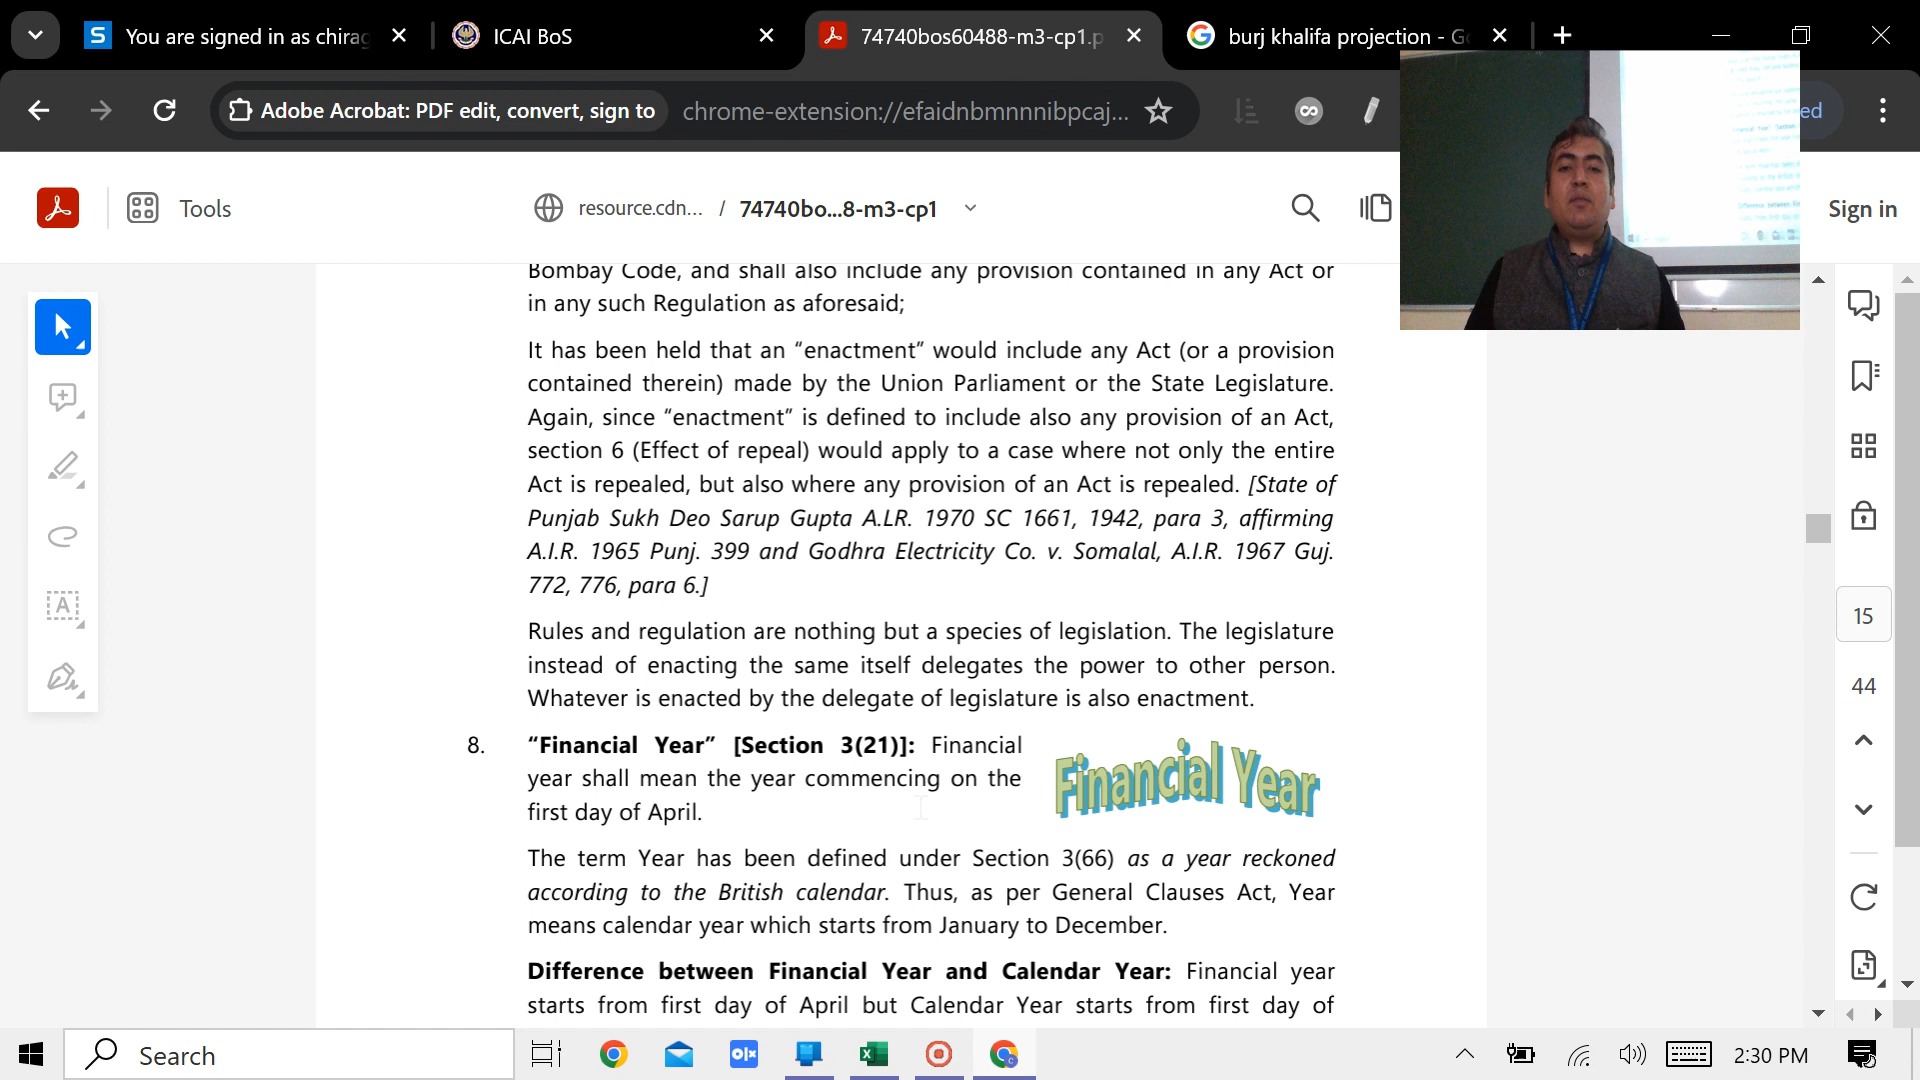 You are signed in as chirag
ICAI BoS
74740bos60488-m3-cp1.p
burj khalifa projection - Go
Adobe Acrobat: PDF edit, convert, sign to
chrome-extension://efaidnbmnnnibpcaj...
ed
Tools
resource.cdn... / 74740bo...8-m3-cp1
Sign in
Bombay Code, and shall also include any provision contained in any Act or
in any such Regulation as aforesaid;
It has been held that an “enactment” would include any Act (or a provision
contained therein) made by the Union Parliament or the State Legislature.
Again, since “enactment” is defined to include also any provision of an Act,
section 6 (Effect of repeal) would apply to a case where not only the entire
Act is repealed, but also where any provision of an Act is repealed. [State of
Punjab Sukh Deo Sarup Gupta A.I.R. 1970 SC 1661, 1942, para 3, affirming
A.I.R. 1965 Punj. 399 and Godhra Electricity Co. v. Somalal, A.I.R. 1967 Guj.
772, 776, para 6.]
Rules and regulation are nothing but a species of legislation. The legislature
instead of enacting the same itself delegates the power to other person.
Whatever is enacted by the delegate of legislature is also enactment.
8. “Financial Year” [Section 3(21)]: Financial
year shall mean the year commencing on the
first day of April.
Financial Year
The term Year has been defined under Section 3(66) as a year reckoned
according to the British calendar. Thus, as per General Clauses Act, Year
means calendar year which starts from January to December.
Difference between Financial Year and Calendar Year: Financial year
starts from first day of April but Calendar Year starts from first day of
15
44
Search
2:30 PM